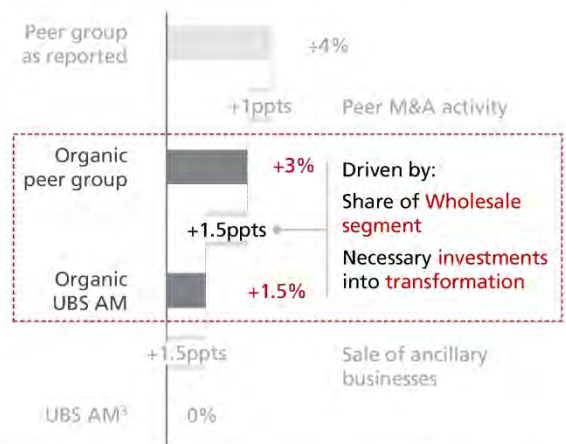 Peer group
as reported
÷4%
+1ppts
Peer M&A activity
Organic
peer group
+3%
Driven by:
Share of Wholesale
segment
+1.5ppts
Necessary investments
into transformation
Organic
UBS AM
+1.5%
+1.5ppts
Sale of ancillary
businesses
UBS AM³
0%